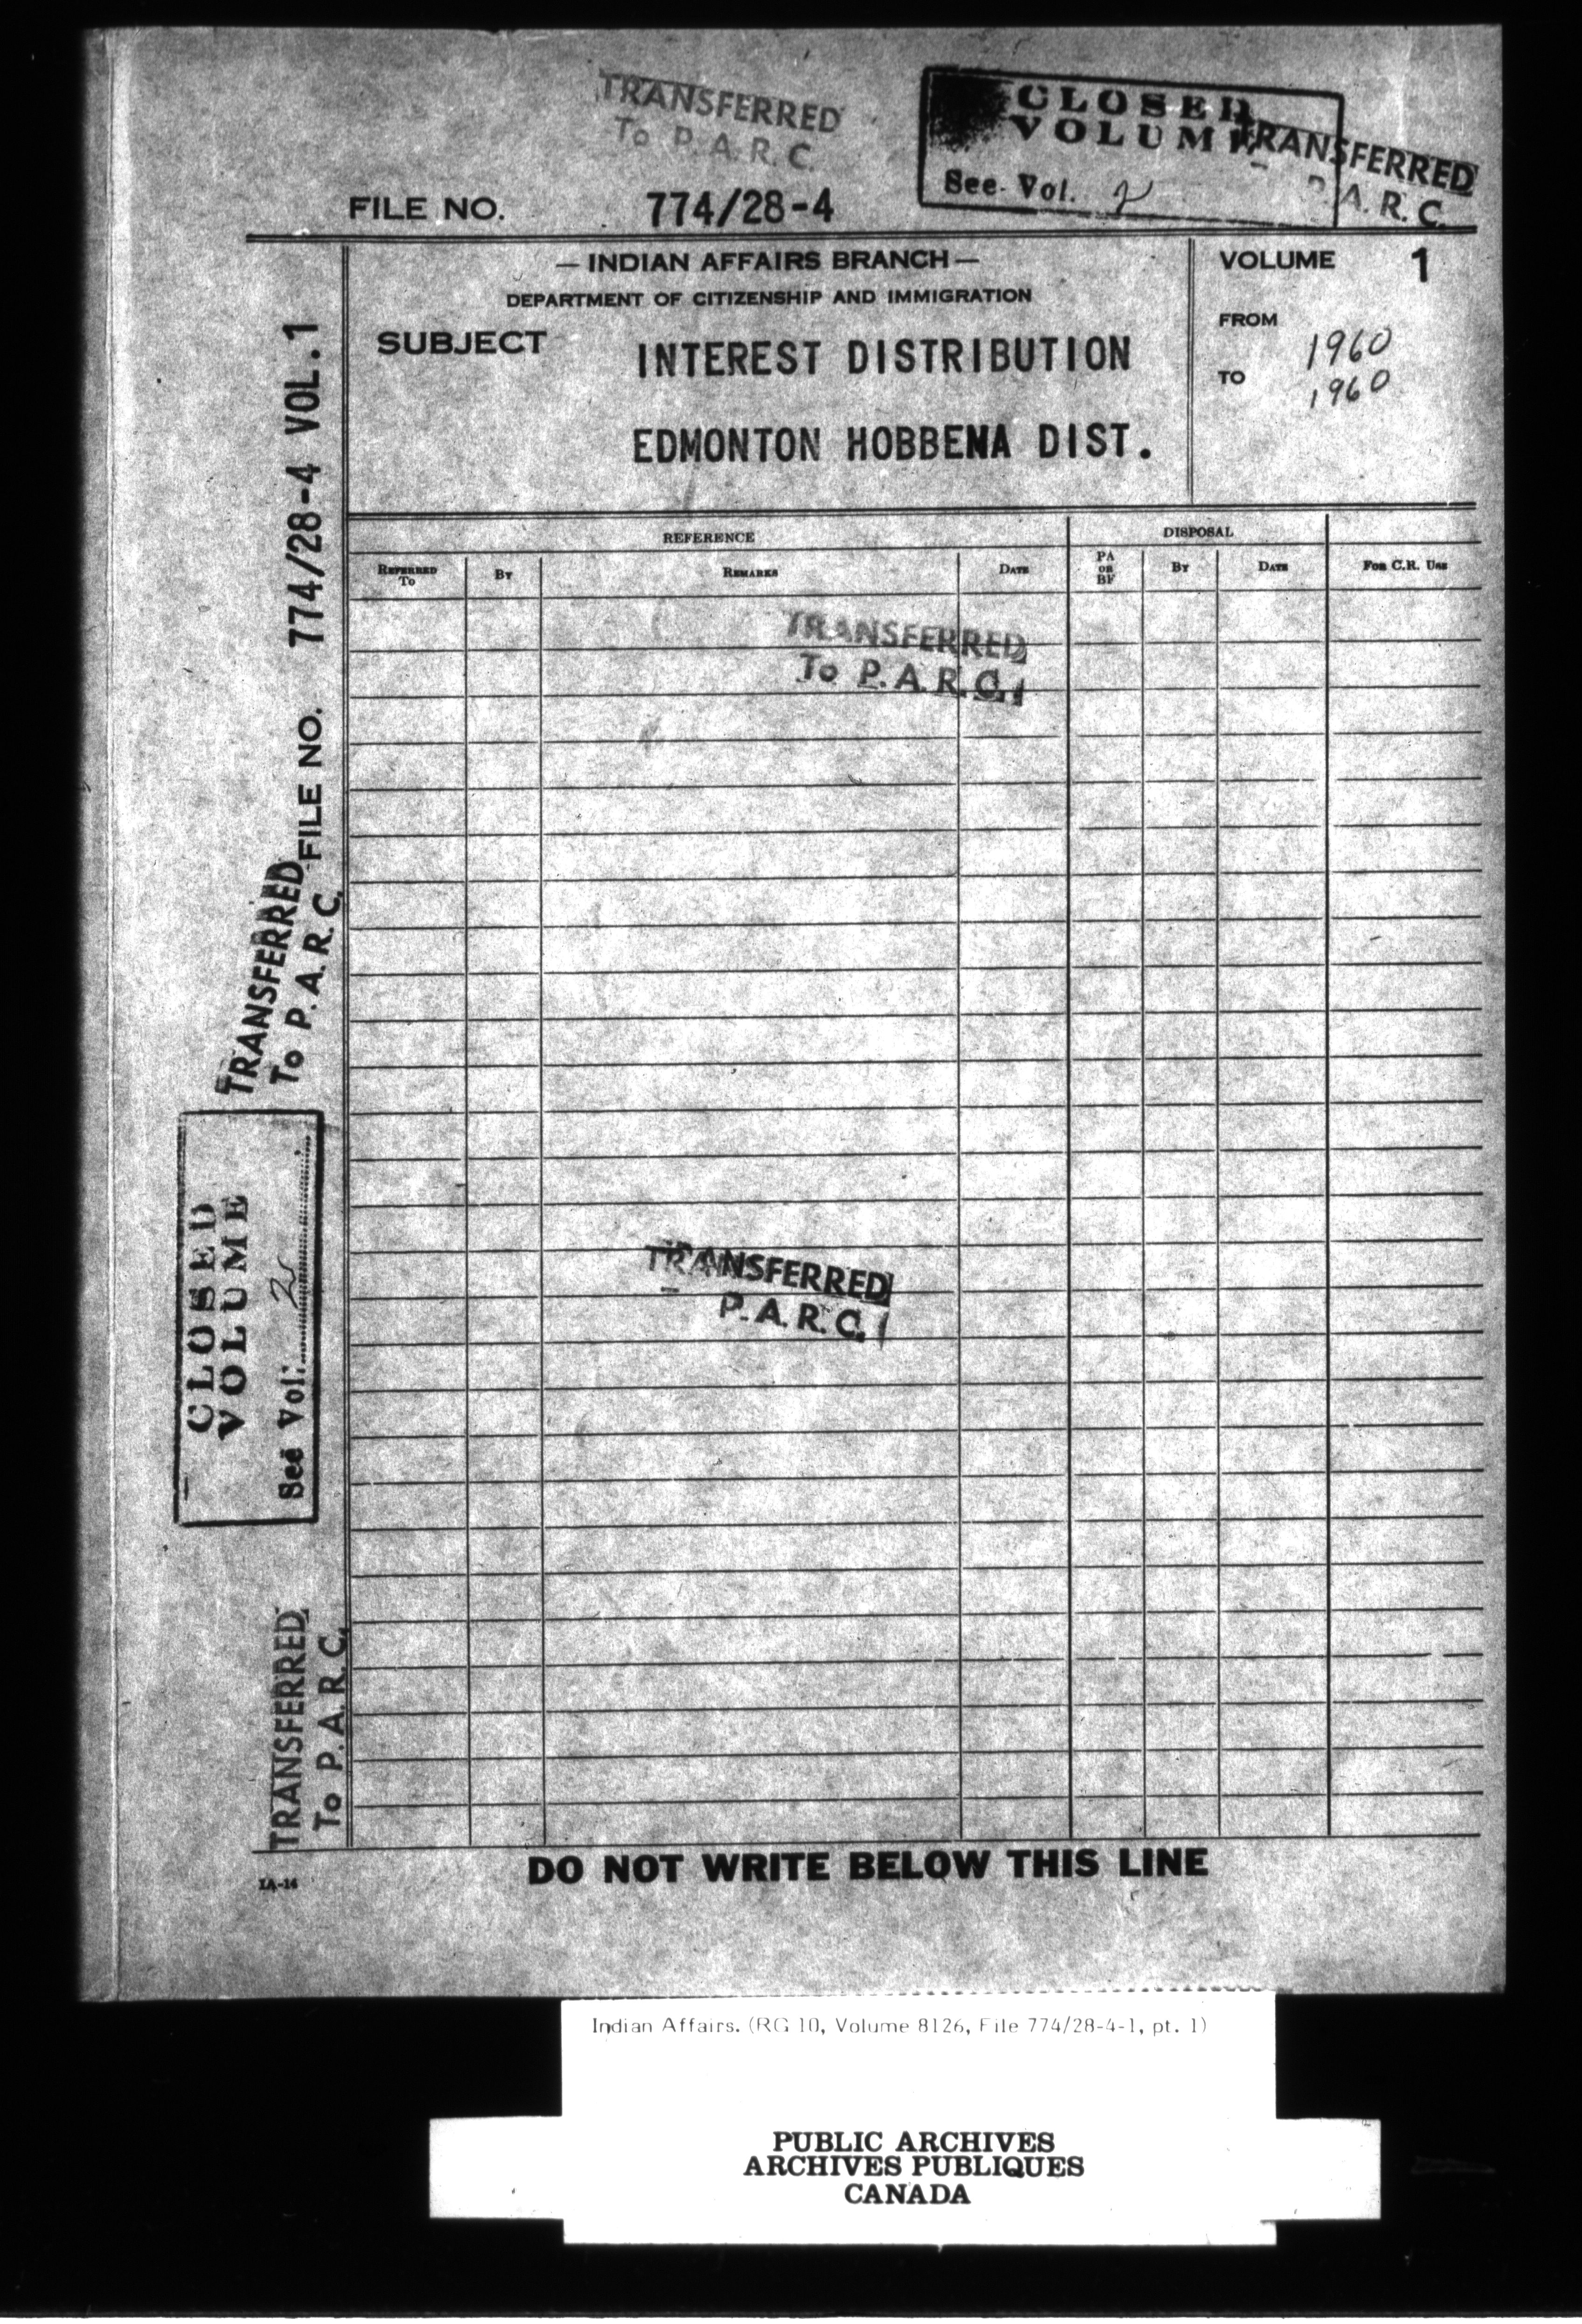 TRANSFERRED
To P.A.R.C.
CLOSED
VOLUME
See Vol. 2
TRANSFERRED
P.A.R.C.
FILE NO. 774/28-4
— INDIAN AFFAIRS BRANCH —
DEPARTMENT OF CITIZENSHIP AND IMMIGRATION
SUBJECT
INTEREST DISTRIBUTION
EDMONTON HOBBENA DIST.
VOLUME 1
FROM 1960
TO 1960
REFERENCE
DISPOSAL
REFERRED
TO
BY
REMARKS
DATE
PA
OR
BF
BY
DATE
FOR C.R. USE
TRANSFERRED
To P.A.R.C.
TRANSFERRED
P.A.R.C.
FILE NO. 774/28-4 VOL.1
TRANSFERRED
To P.A.R.C.
CLOSED
VOLUME
See Vol. 2
TRANSFERRED
To P.A.R.C.
IA-14
DO NOT WRITE BELOW THIS LINE
Indian Affairs. (RG 10, Volume 8126, File 774/28-4-1, pt. 1)
PUBLIC ARCHIVES
ARCHIVES PUBLIQUES
CANADA